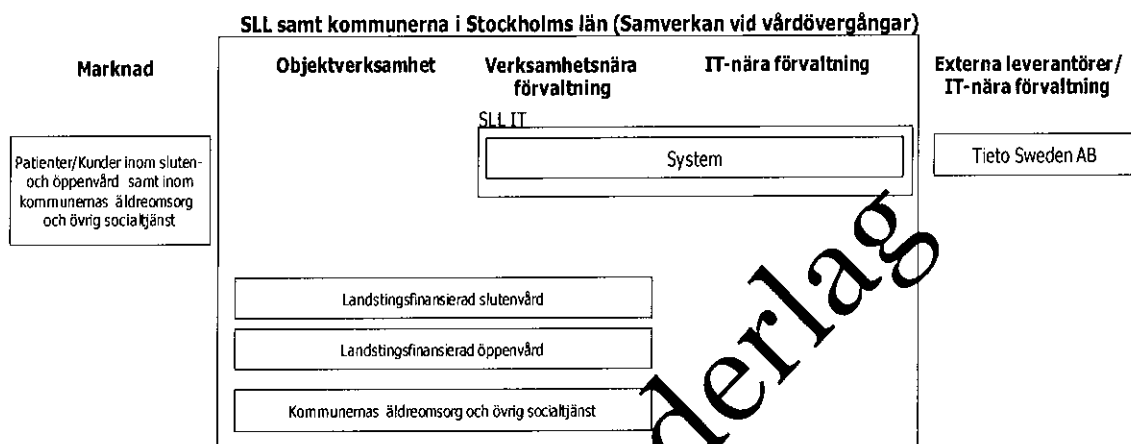 SLL samt kommunerna i Stockholms län (Samverkan vid vårdövergångar)
Marknad
Objektverksamhet
Verksamhetsnära
förvaltning
IT-nära förvaltning
Externa leverantörer/
IT-nära förvaltning
SLL IT
System
Tieto Sweden AB
Patienter/Kunder inom sluten-
och öppenvård samt inom
kommunernas äldreomsorg
och övrig socialtjänst
Landstingsfinansierad slutenvård
Landstingsfinansierad öppenvård
Kommunernas äldreomsorg och övrig socialtjänst
derlag